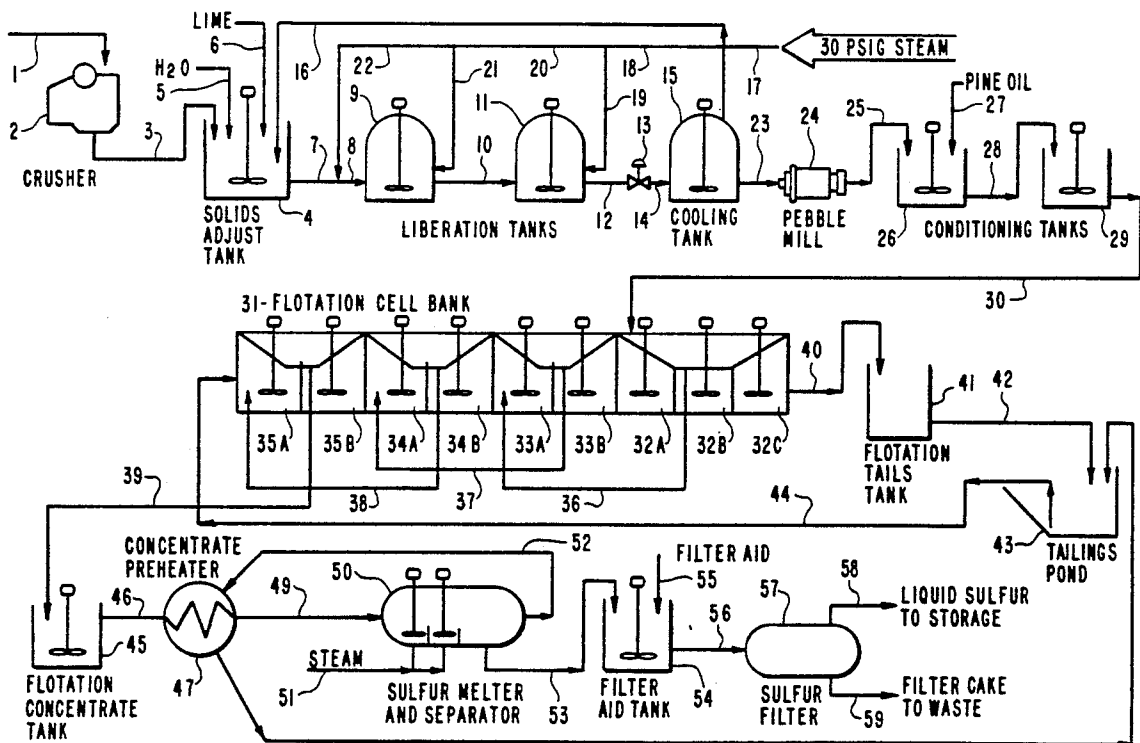 LIME
6
H2O
5
1
2
3
CRUSHER
SOLIDS
ADJUST
TANK
4
7
8
16
22
9
21
10
11
20
18
19
12
13
14
15
17
30 PSIG STEAM
LIBERATION TANKS
COOLING
TANK
23
24
PEBBLE
MILL
25
PINE OIL
27
26
28
CONDITIONING TANKS
29
30
31-FLOTATION CELL BANK
35A
35B
34A
34B
33A
33B
32A
32B
32C
36
37
38
39
40
41
42
FLOTATION
TAILS
TANK
43
TAILINGS
POND
44
CONCENTRATE
PREHEATER
46
45
FLOTATION
CONCENTRATE
TANK
47
49
50
52
STEAM
51
SULFUR MELTER
AND SEPARATOR
53
FILTER AID
55
FILTER
AID TANK
54
56
57
SULFUR
FILTER
58
LIQUID SULFUR
TO STORAGE
FILTER CAKE
TO WASTE
59